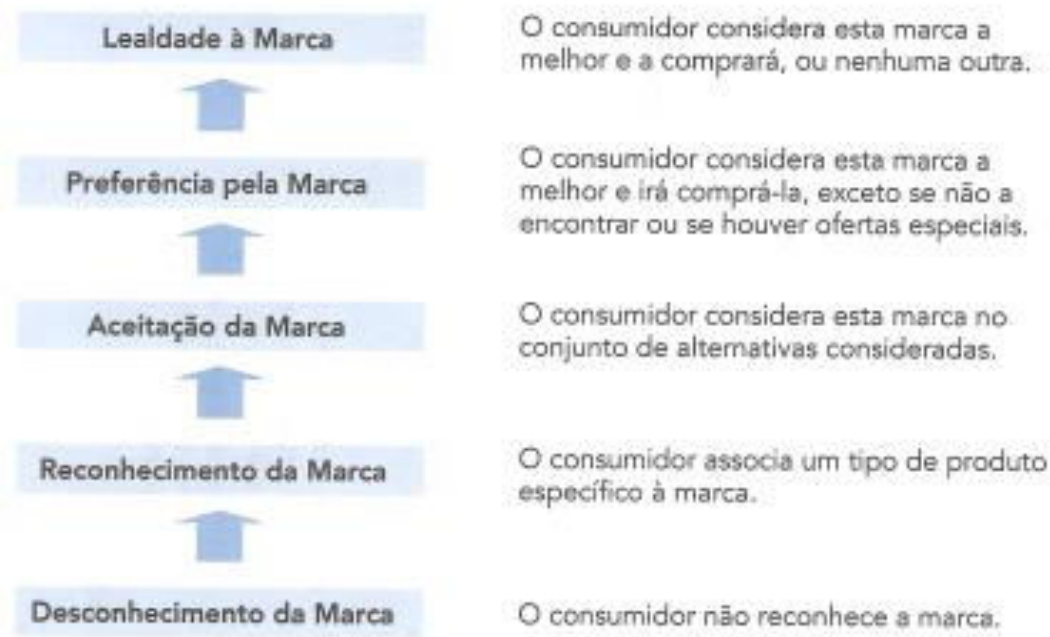 Lealdade à Marca
O consumidor considera esta marca a
melhor e a comprará, ou nenhuma outra.
Preferência pela Marca
O consumidor considera esta marca a
melhor e irá comprá-la, exceto se não a
encontrar ou se houver ofertas especiais.
Aceitação da Marca
O consumidor considera esta marca no
conjunto de alternativas consideradas.
Reconhecimento da Marca
O consumidor associa um tipo de produto
específico à marca.
Desconhecimento da Marca
O consumidor não reconhece a marca.